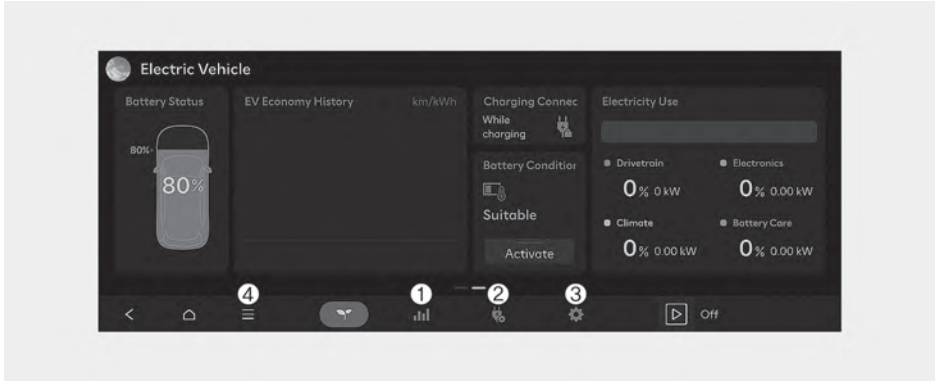 Electric Vehicle
Battery Status
80%
80%
EV Economy History
km/kWh
Charging Connec
While
charging
Battery Condition
Suitable
Activate
Electricity Use
Drivetrain
0% 0 kW
Electronics
0% 0.00 kW
Climate
0% 0.00 kW
Battery Care
0% 0.00 kW
4
1
2
3
Off